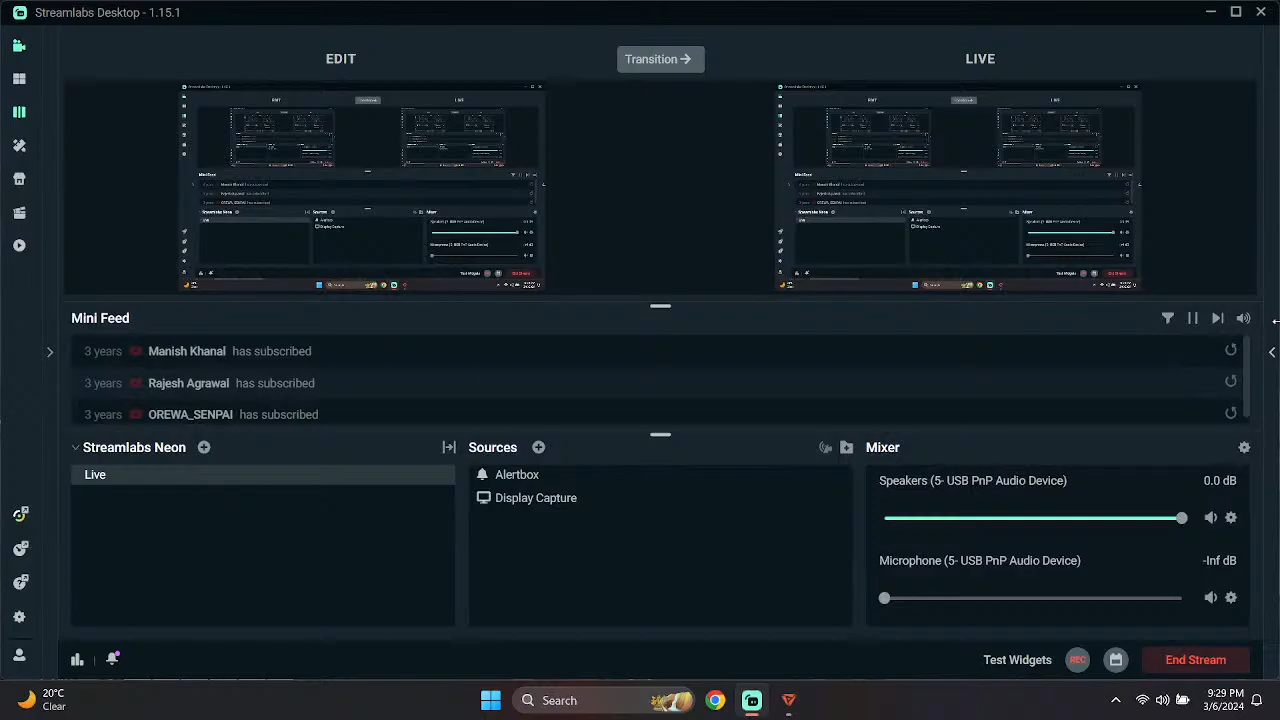 Streamlabs Desktop - 1.15.1
EDIT
Transition
LIVE
Mini Feed
3 years Manish Khanal has subscribed
3 years Rajesh Agrawal has subscribed
3 years OREWA_SENPAI has subscribed
Streamlabs Neon
Live
Sources
Alertbox
Display Capture
Mixer
Speakers (5- USB PnP Audio Device) 0.0 dB
Microphone (5- USB PnP Audio Device) -Inf dB
Test Widgets
REC
End Stream
20°C
Clear
Search
9:29 PM
3/6/2024